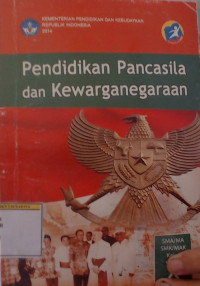 KEMENTERIAN PENDIDIKAN DAN KEBUDAYAAN
REPUBLIK INDONESIA
2014
Pendidikan Pancasila
dan Kewarganegaraan
SMA/MA
SMK/MAK